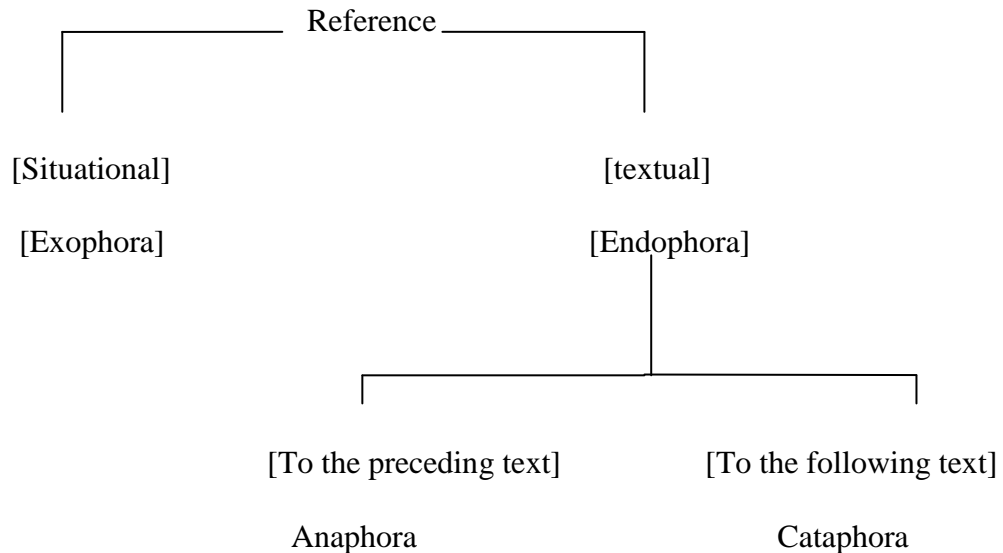 Reference
[Situational] [textual]
[Exophora] [Endophora]
[To the preceding text] [To the following text]
Anaphora Cataphora